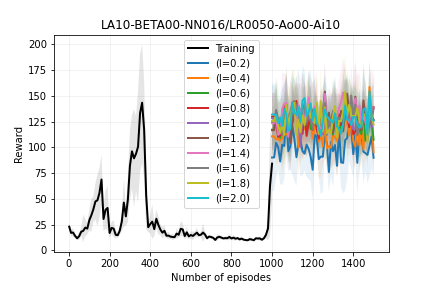 LA10-BETA00-NN016/LR0050-Ao00-Ai10
200
175
150
125
100
75
50
25
0
Reward
Training
(l=0.2)
(l=0.4)
(l=0.6)
(l=0.8)
(l=1.0)
(l=1.2)
(l=1.4)
(l=1.6)
(l=1.8)
(l=2.0)
0 200 400 600 800 1000 1200 1400
Number of episodes